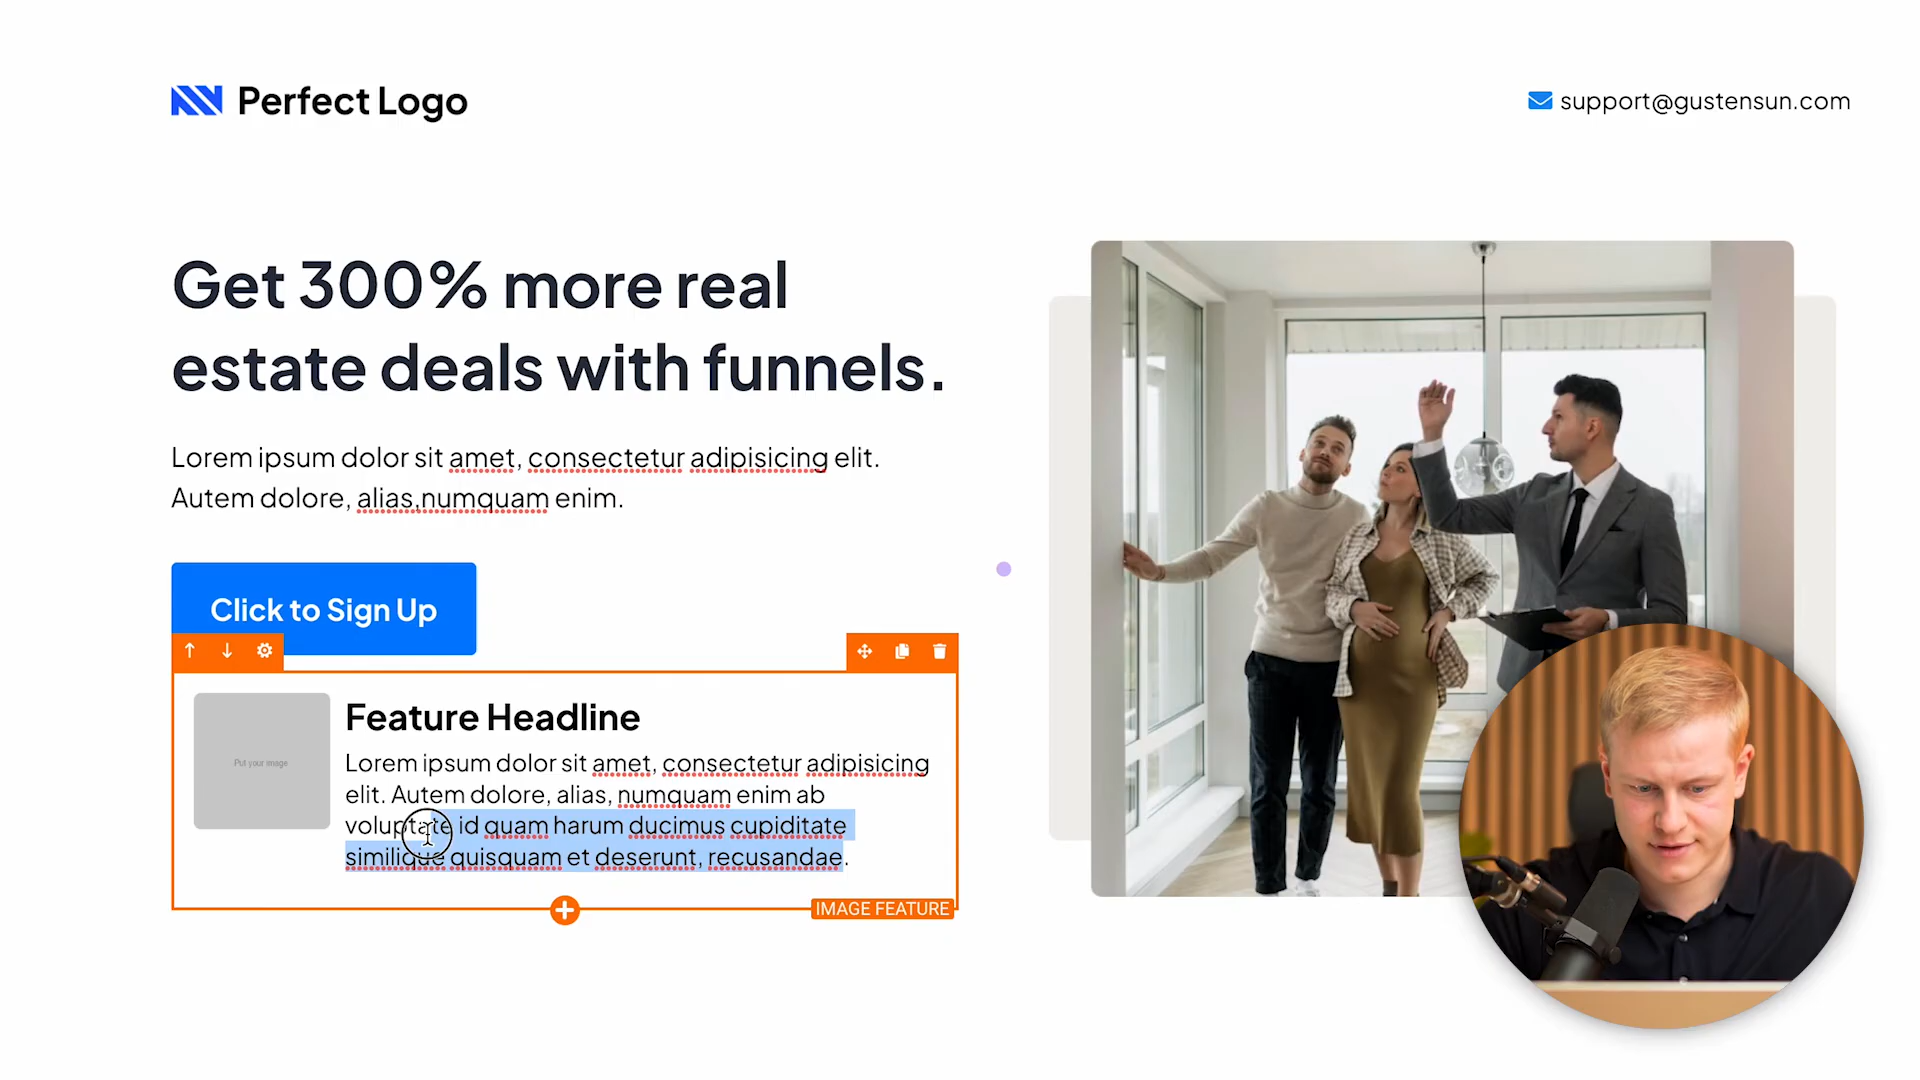 Perfect Logo
support@gustensun.com
Get 300% more real
estate deals with funnels.
Lorem ipsum dolor sit amet, consectetur adipisicing elit.
Autem dolore, alias,numquam enim.
Click to Sign Up
Put your image
Feature Headline
Lorem ipsum dolor sit amet, consectetur adipisicing
elit. Autem dolore, alias, numquam enim ab
voluptate id quam harum ducimus cupiditate
similique quisquam et deserunt, recusandae.
IMAGE FEATURE